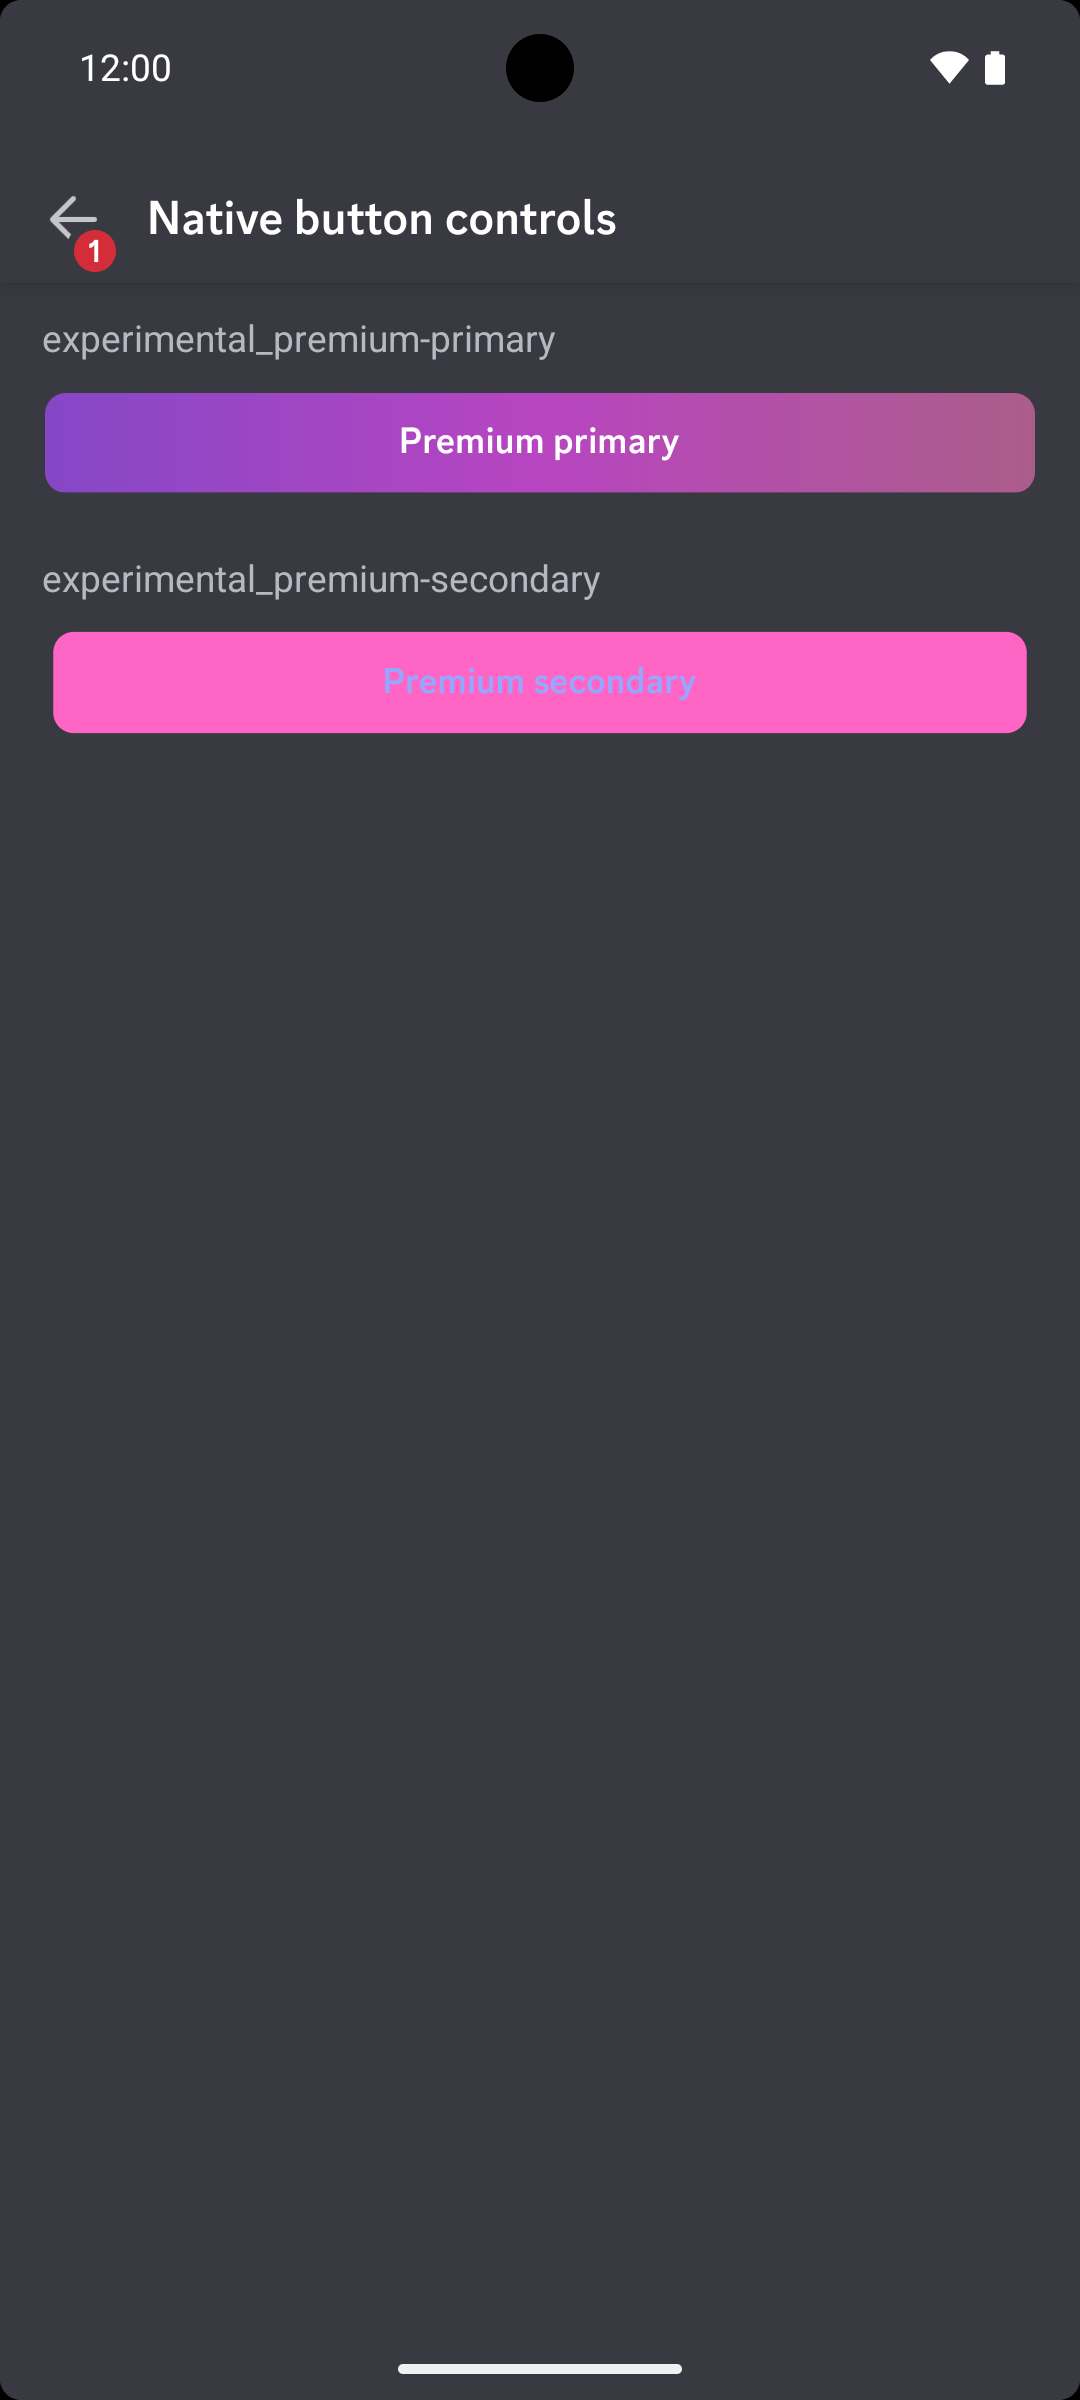 12:00
Native button controls
1
experimental_premium-primary
Premium primary
experimental_premium-secondary
Premium secondary